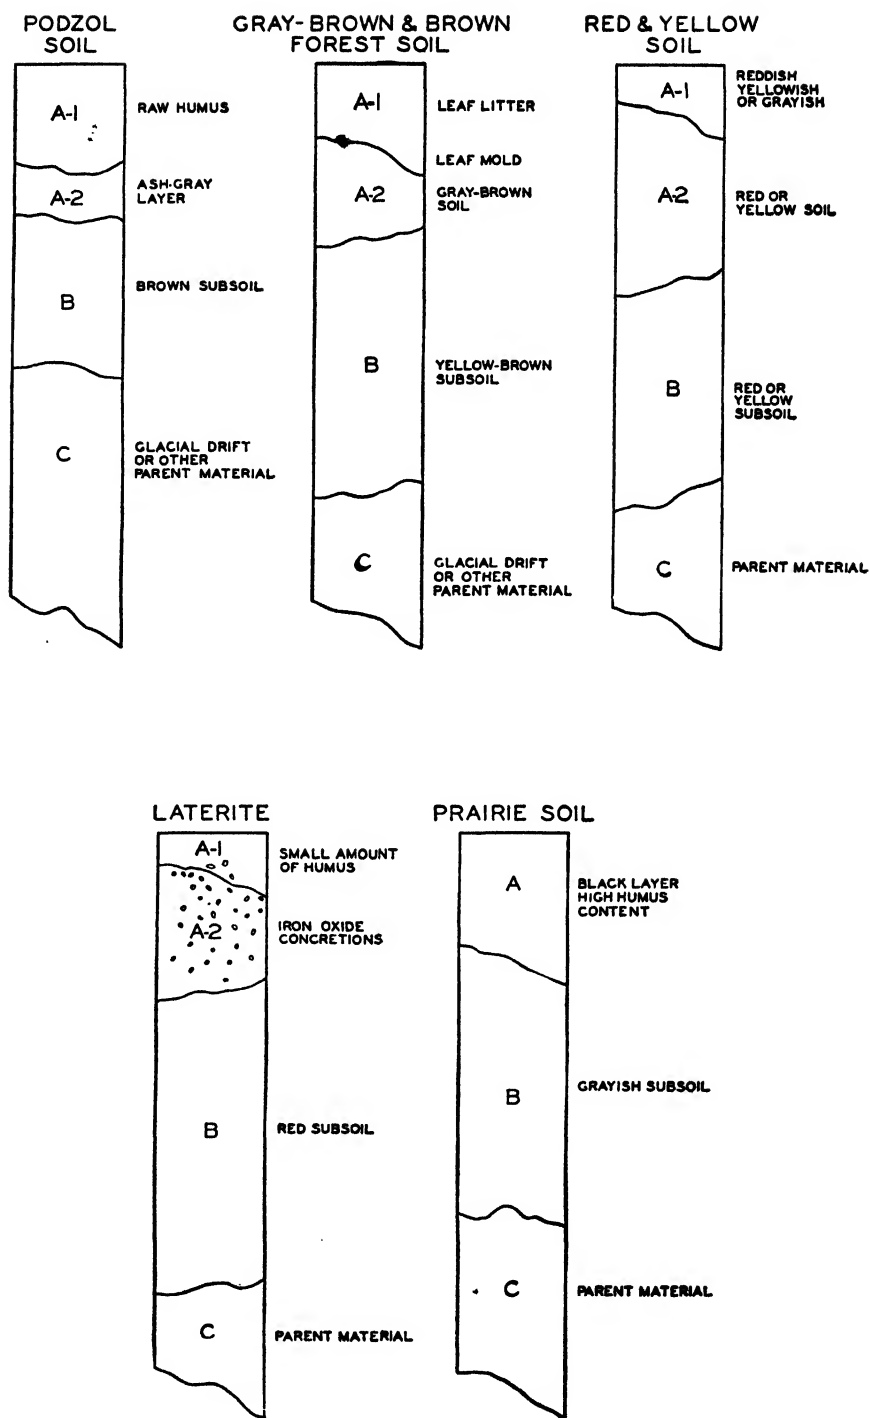 PODZOL
SOIL
A-1
RAW HUMUS
A-2
ASH-GRAY
LAYER
B
BROWN SUBSOIL
C
GLACIAL DRIFT
OR OTHER
PARENT MATERIAL
GRAY-BROWN & BROWN
FOREST SOIL
A-1
LEAF LITTER
LEAF MOLD
A-2
GRAY-BROWN
SOIL
B
YELLOW-BROWN
SUBSOIL
C
GLACIAL DRIFT
OR OTHER
PARENT MATERIAL
RED & YELLOW
SOIL
A-1
REDDISH
YELLOWISH
OR GRAYISH
A-2
RED OR
YELLOW SOIL
B
RED OR
YELLOW
SUBSOIL
C
PARENT MATERIAL
LATERITE
A-1
SMALL AMOUNT
OF HUMUS
A-2
IRON OXIDE
CONCRETIONS
B
RED SUBSOIL
C
PARENT MATERIAL
PRAIRIE SOIL
A
BLACK LAYER
HIGH HUMUS
CONTENT
B
GRAYISH SUBSOIL
C
PARENT MATERIAL